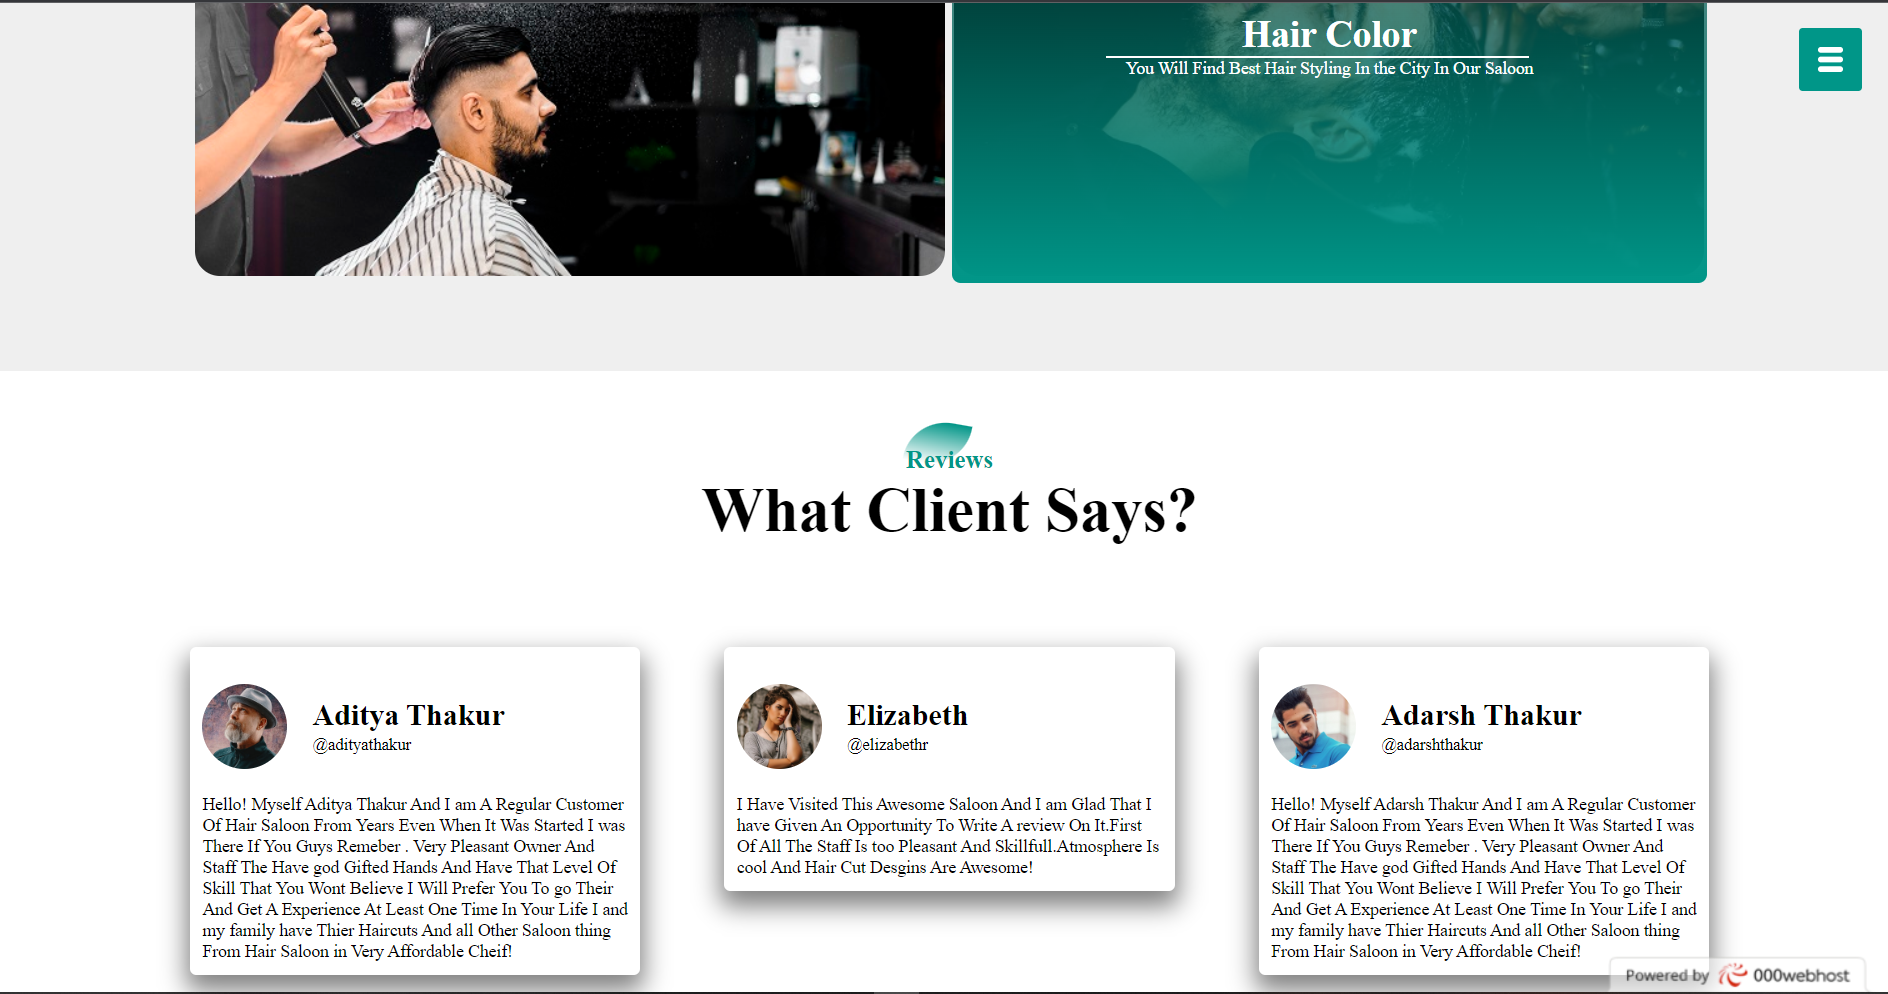 Hair Color
You Will Find Best Hair Styling In the City In Our Saloon
Reviews
What Client Says?
Aditya Thakur
@adityathakur
Hello! Myself Aditya Thakur And I am A Regular Customer
Of Hair Saloon From Years Even When It Was Started I was
There If You Guys Remeber . Very Pleasant Owner And
Staff The Have god Gifted Hands And Have That Level Of
Skill That You Wont Believe I Will Prefer You To go Their
And Get A Experience At Least One Time In Your Life I and
my family have Thier Haircuts And all Other Saloon thing
From Hair Saloon in Very Affordable Cheif!
Elizabeth
@elizabethr
I Have Visited This Awesome Saloon And I am Glad That I
have Given An Opportunity To Write A review On It.First
Of All The Staff Is too Pleasant And Skillfull.Atmosphere Is
cool And Hair Cut Desgins Are Awesome!
Adarsh Thakur
@adarshthakur
Hello! Myself Adarsh Thakur And I am A Regular Customer
Of Hair Saloon From Years Even When It Was Started I was
There If You Guys Remeber . Very Pleasant Owner And
Staff The Have god Gifted Hands And Have That Level Of
Skill That You Wont Believe I Will Prefer You To go Their
And Get A Experience At Least One Time In Your Life I and
my family have Thier Haircuts And all Other Saloon thing
From Hair Saloon in Very Affordable Cheif!
Powered by 000webhost